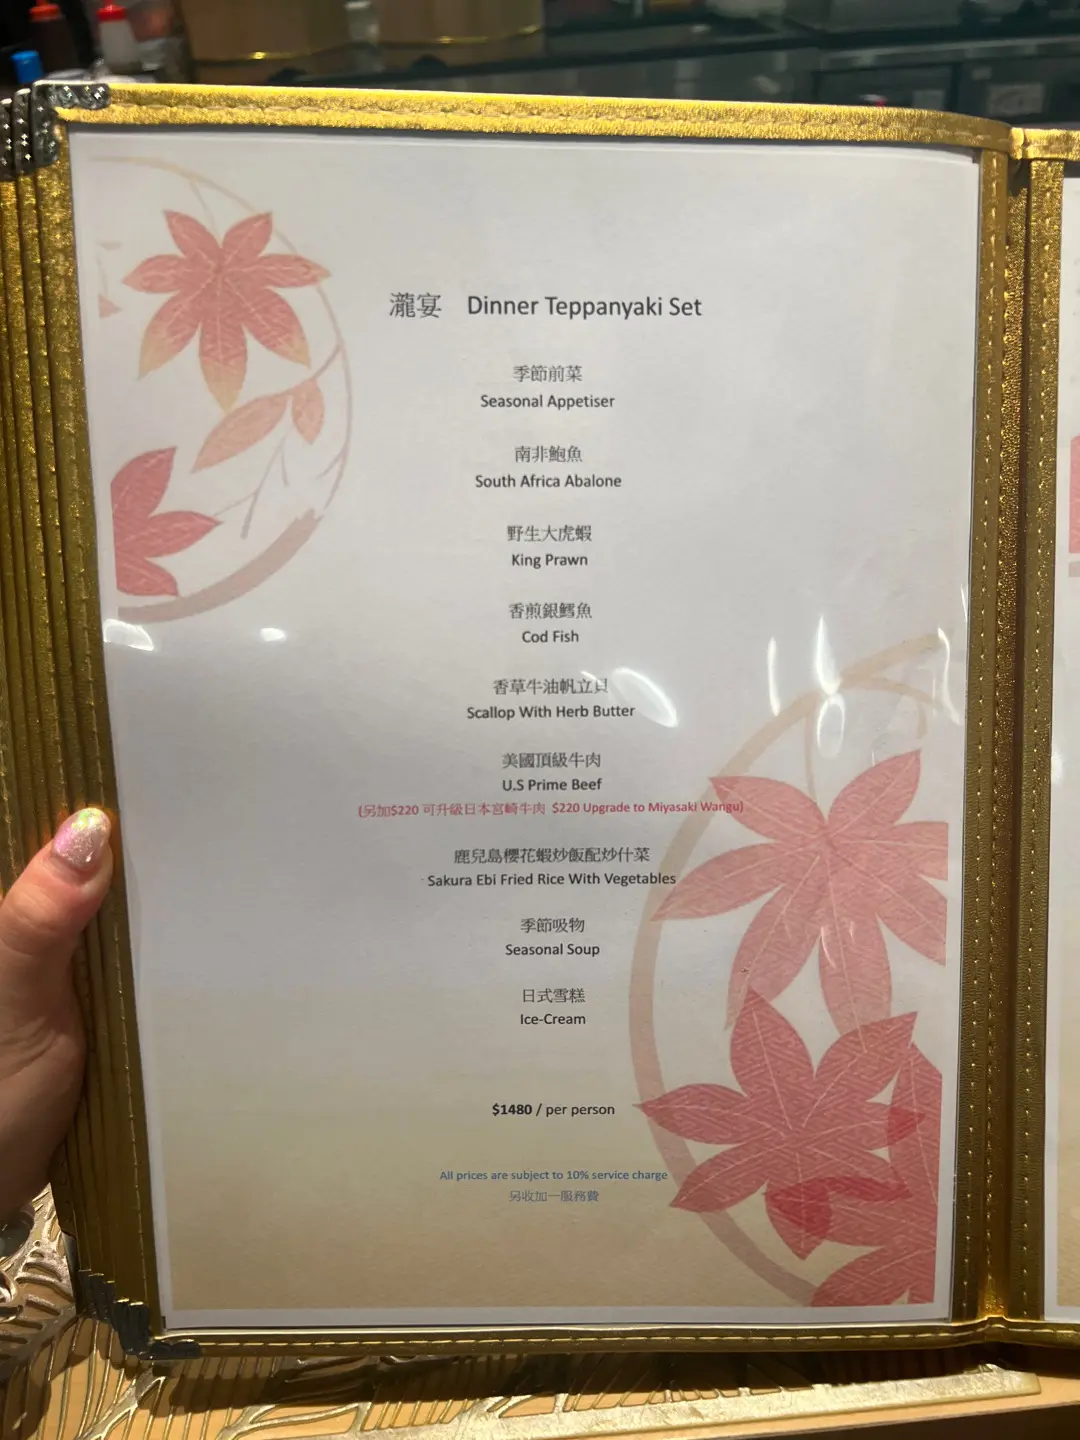 瀧宴 Dinner Teppanyaki Set
季節前菜
Seasonal Appetiser
南非鮑魚
South Africa Abalone
野生大虎蝦
King Prawn
香煎銀鱈魚
Cod Fish
香草牛油帆立貝
Scallop With Herb Butter
美國頂級牛肉
U.S Prime Beef
(另加$220 可升級日本宮崎牛肉 $220 Upgrade to Miyasaki Wangu)
鹿兒島櫻花蝦炒飯配炒什菜
Sakura Ebi Fried Rice With Vegetables
季節吸物
Seasonal Soup
日式雪糕
Ice-Cream
$1480 / per person
All prices are subject to 10% service charge
另收加一服務費